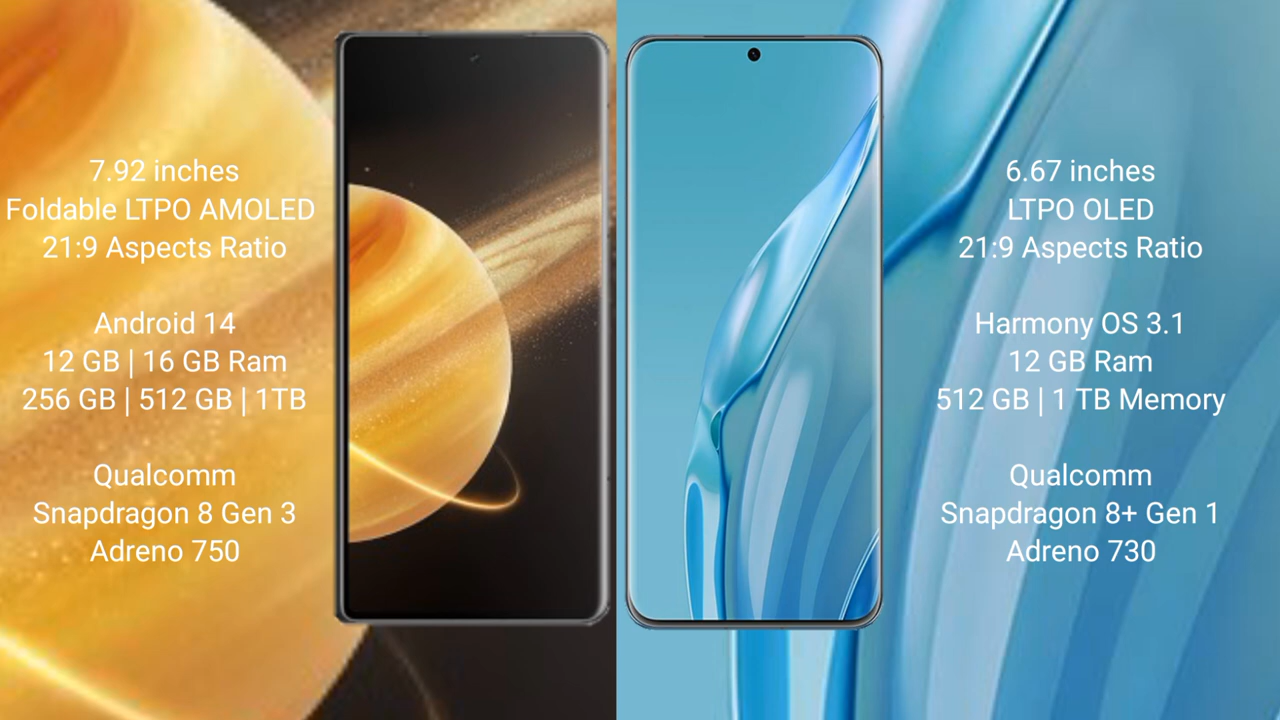 7.92 inches
Foldable LTPO AMOLED
21:9 Aspects Ratio
Android 14
12 GB | 16 GB Ram
256 GB | 512 GB | 1TB
Qualcomm
Snapdragon 8 Gen 3
Adreno 750
6.67 inches
LTPO OLED
21:9 Aspects Ratio
Harmony OS 3.1
12 GB Ram
512 GB | 1 TB Memory
Qualcomm
Snapdragon 8+ Gen 1
Adreno 730